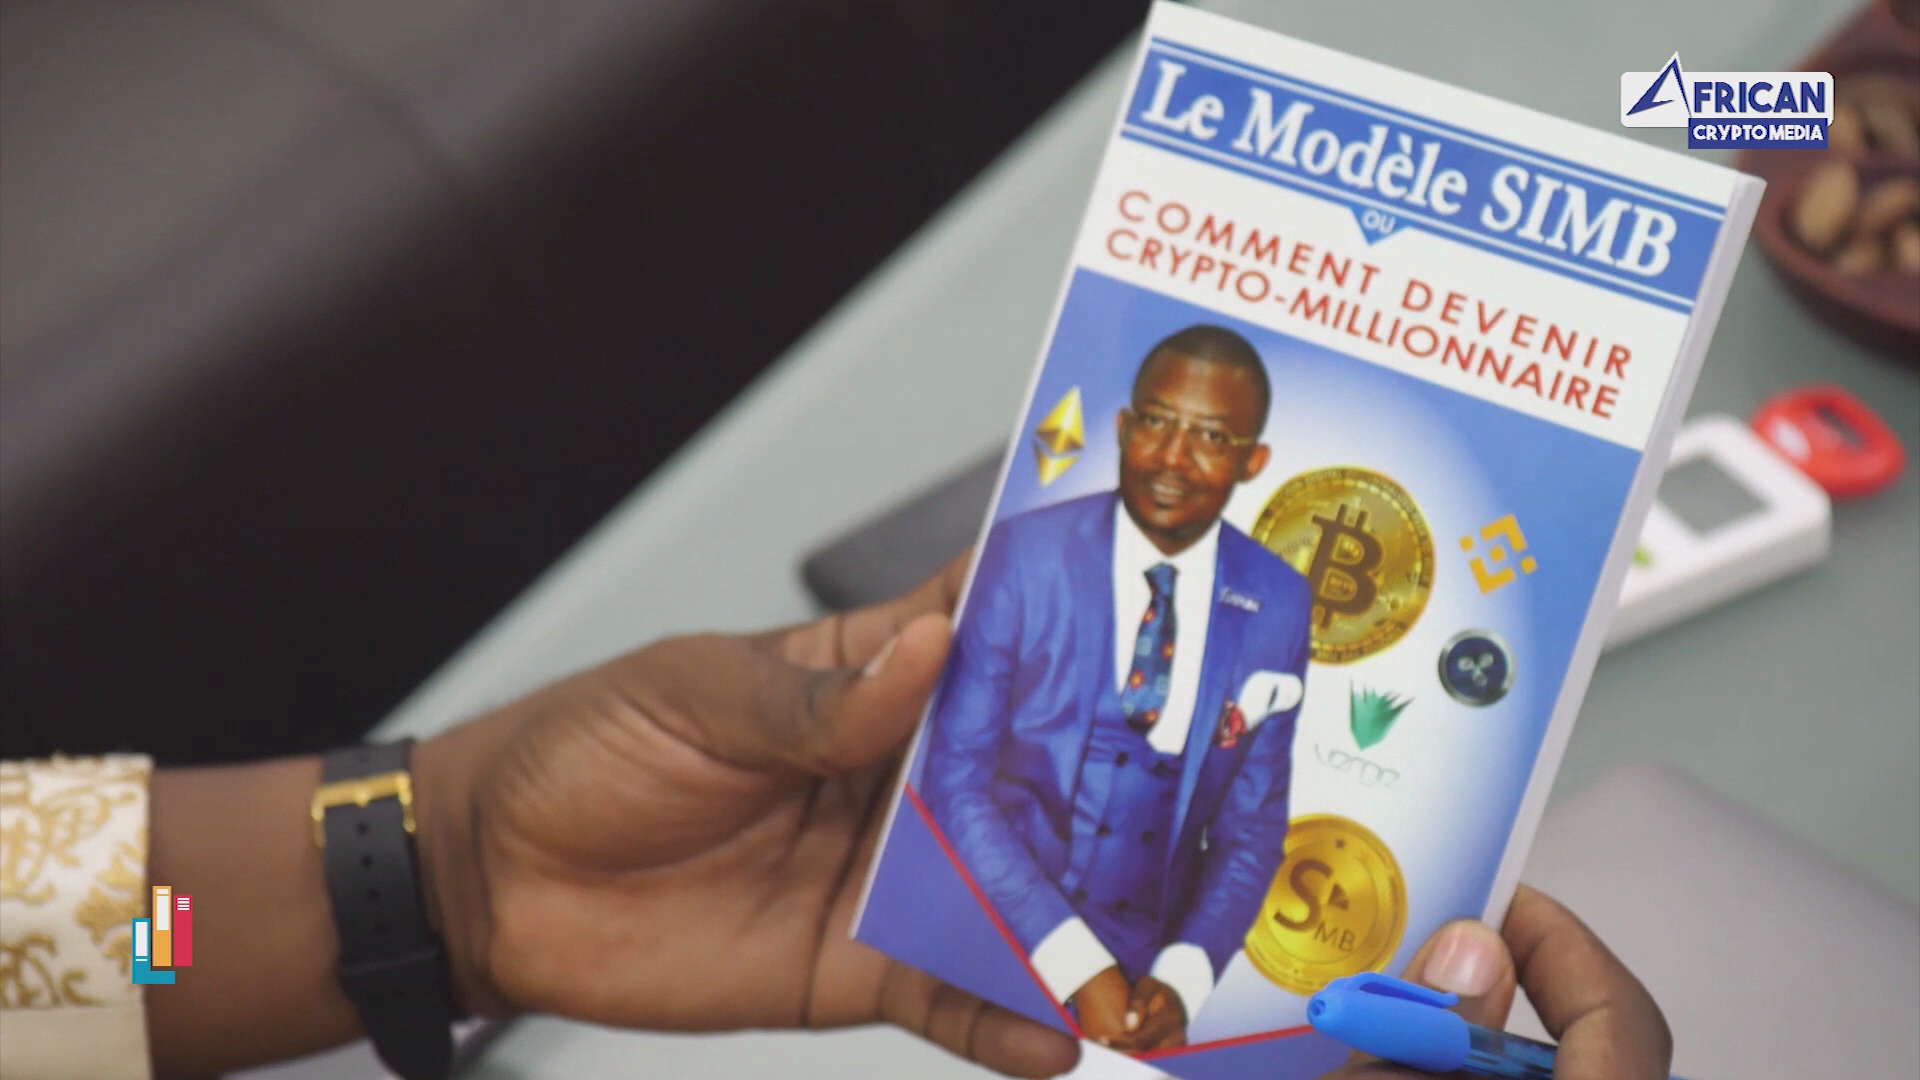 AFRICAN
CRYPTO MEDIA
Le Modèle SIMB
OU
COMMENT DEVENIR
CRYPTO-MILLIONNAIRE
B
verge
SMB